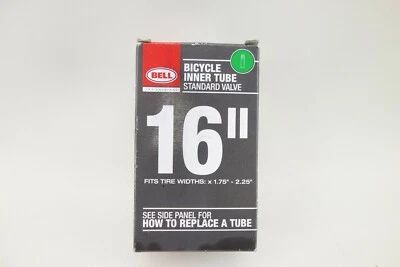 BELL
BICYCLE
INNER TUBE
STANDARD VALVE
16"
FITS TIRE WIDTHS: x 1.75" - 2.25"
SEE SIDE PANEL FOR
HOW TO REPLACE A TUBE